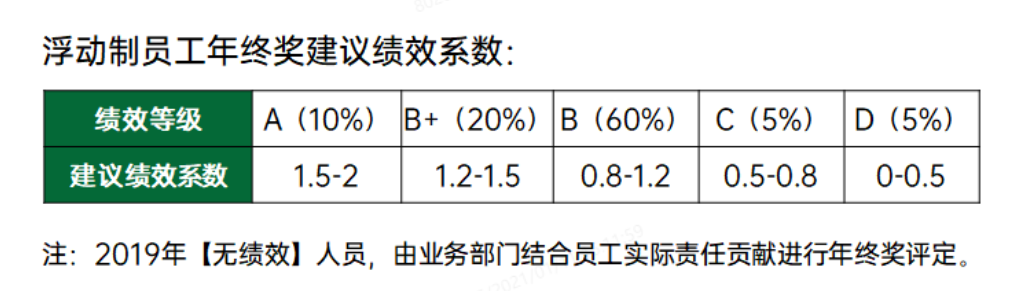 浮动制员工年终奖建议绩效系数：
绩效等级 A（10%） B+（20%） B（60%） C（5%） D（5%）
建议绩效系数 1.5-2 1.2-1.5 0.8-1.2 0.5-0.8 0-0.5
注：2019年【无绩效】人员，由业务部门结合员工实际责任贡献进行年终奖评定。